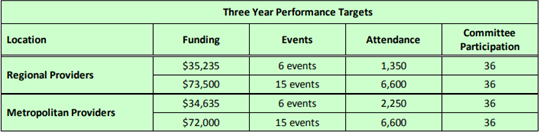 Three Year Performance Targets
Location Funding Events Attendance Committee Participation
Regional Providers $35,235 6 events 1,350 36
$73,500 15 events 6,600 36
Metropolitan Providers $34,635 6 events 2,250 36
$72,000 15 events 6,600 36